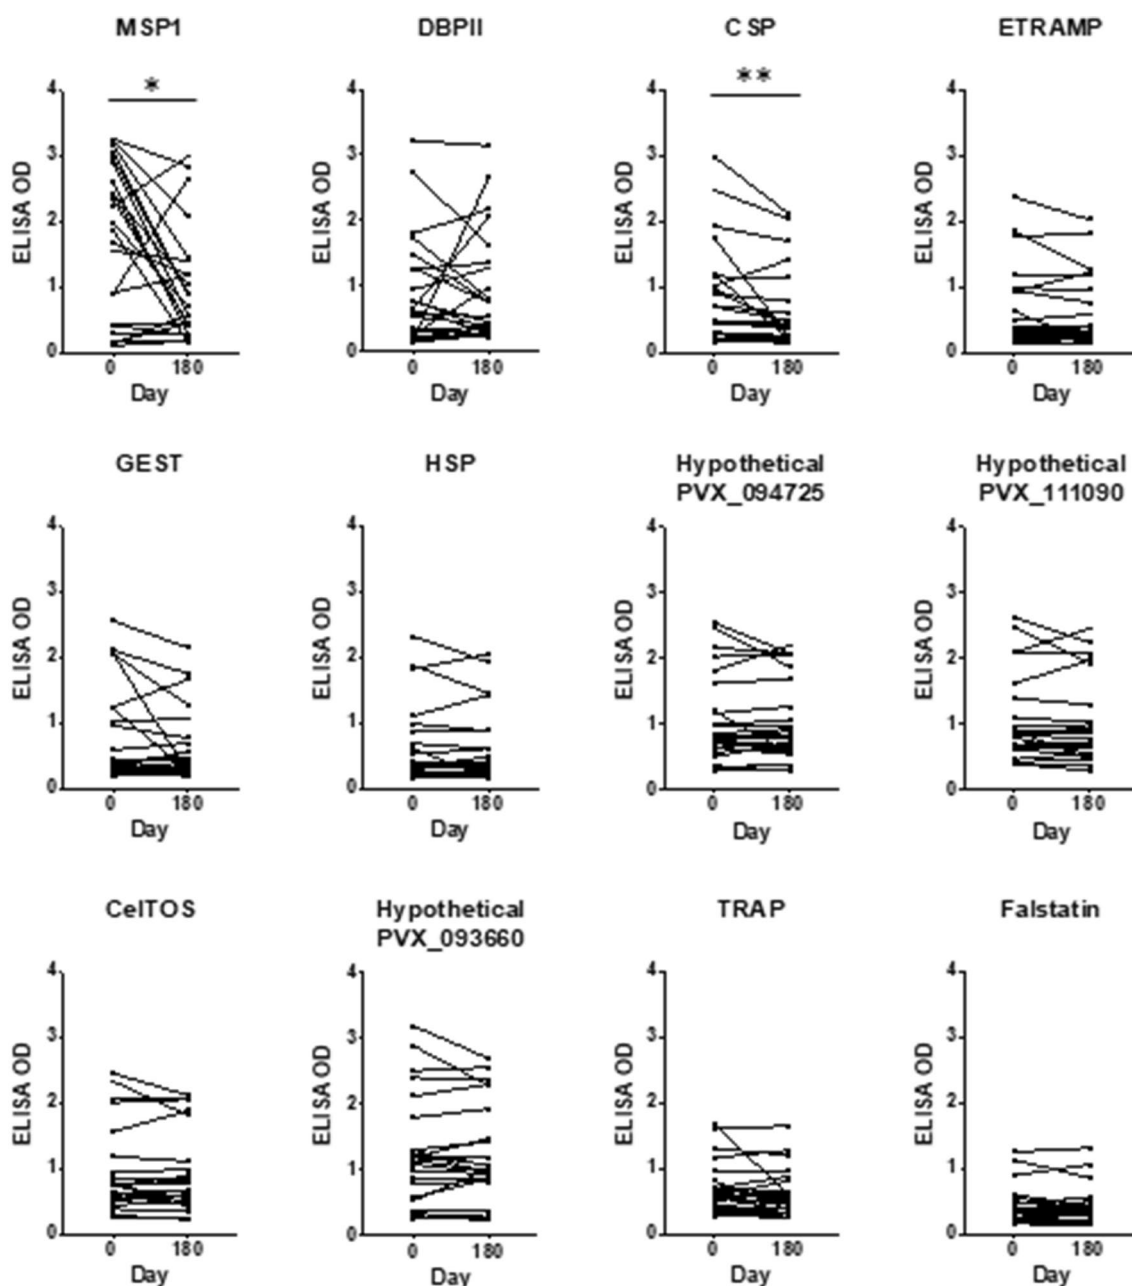 MSP1 DBPII CSP ETRAMP
* **
4 4 4 4
3 3 3 3
2 2 2 2
1 1 1 1
0 0 0 0
ELISA OD ELISA OD ELISA OD ELISA OD
0 180 0 180 0 180 0 180
Day Day Day Day
GEST HSP Hypothetical Hypothetical
PVX_094725 PVX_111090
4 4 4 4
3 3 3 3
2 2 2 2
1 1 1 1
0 0 0 0
ELISA OD ELISA OD ELISA OD ELISA OD
0 180 0 180 0 180 0 180
Day Day Day Day
CelTOS Hypothetical TRAP Falstatin
PVX_093660
4 4 4 4
3 3 3 3
2 2 2 2
1 1 1 1
0 0 0 0
ELISA OD ELISA OD ELISA OD ELISA OD
0 180 0 180 0 180 0 180
Day Day Day Day